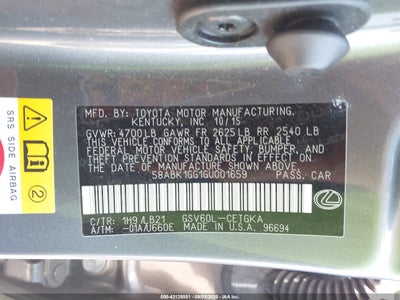 MFD. BY: TOYOTA MOTOR MANUFACTURING,
KENTUCKY, INC 10/15
GVWR: 4700LB GAWR FR 2625LB RR 2540 LB
THIS VEHICLE CONFORMS TO ALL APPLICABLE
FEDERAL MOTOR VEHICLE SAFETY, BUMPER, AND
THEFT PREVENTION STANDARDS IN EFFECT ON
THE DATE OF MANUFACTURE SHOWN ABOVE.
58ABK1GG1GU001659 PASS. CAR
C/TR: 1H9/LB21 GSV60L-CETGKA
A/TM: -01A/U660E MADE IN U.S.A. 96694
SRS SIDE AIRBAG
2
IAA